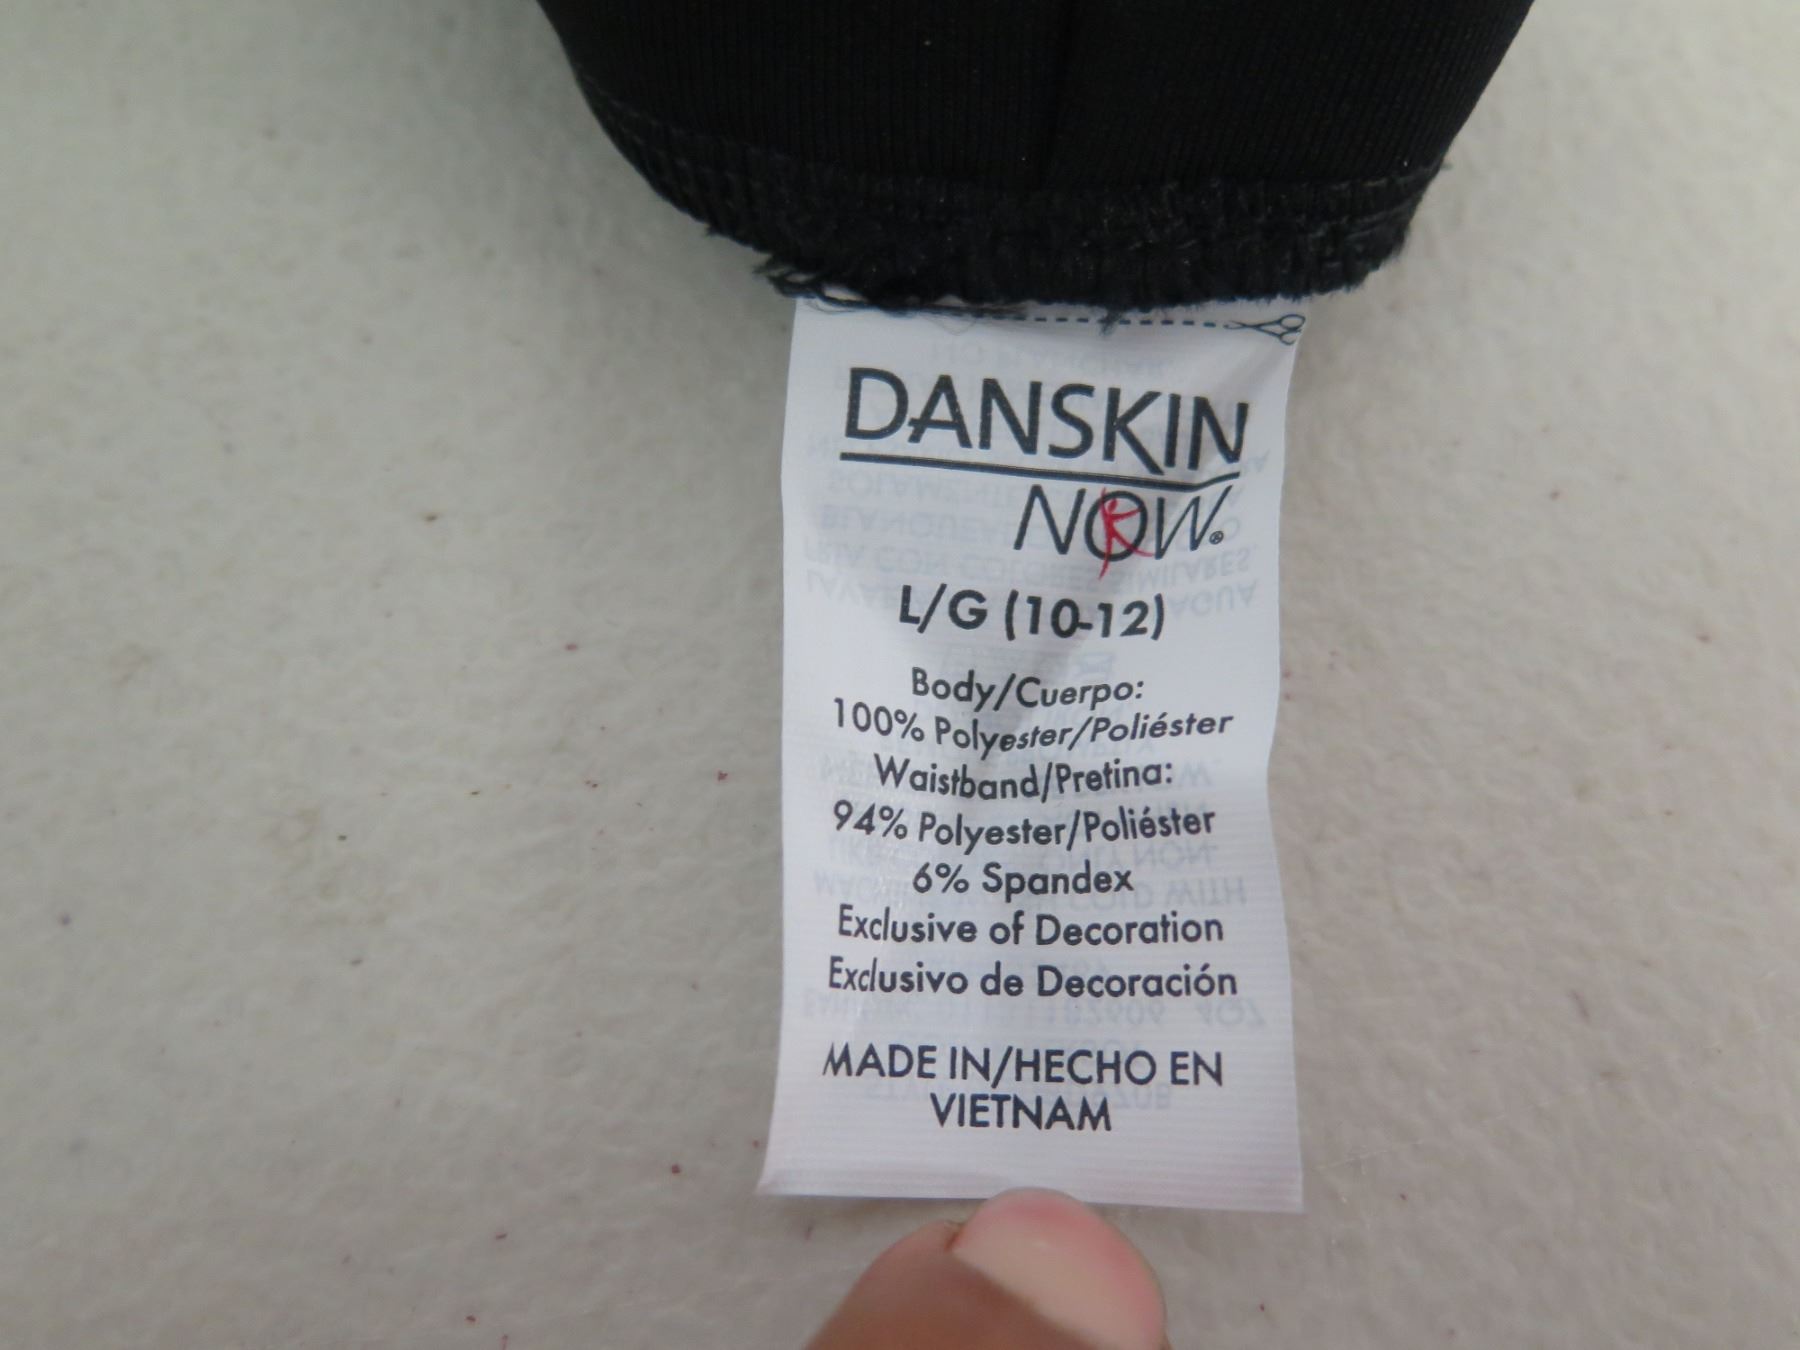 DANSKIN
NOW®
L/G (10-12)
Body/Cuerpo:
100% Polyester/Poliéster
Waistband/Pretina:
94% Polyester/Poliéster
6% Spandex
Exclusive of Decoration
Exclusivo de Decoración
MADE IN/HECHO EN
VIETNAM